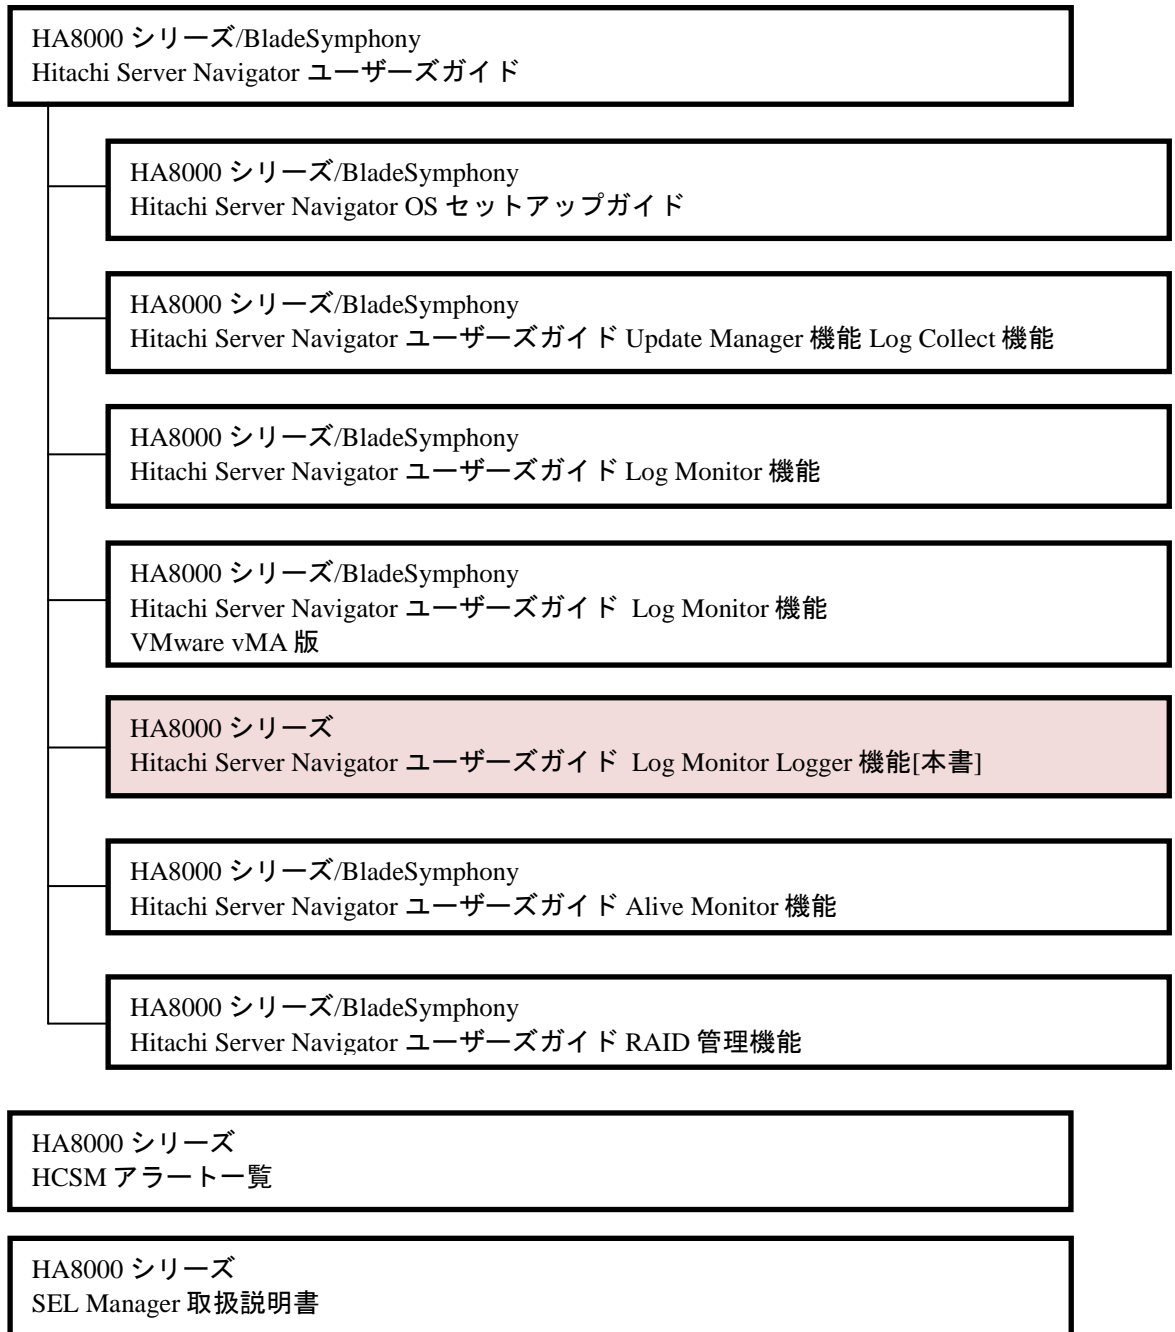 HA8000 シリーズ/BladeSymphony
Hitachi Server Navigator ユーザーズガイド
HA8000 シリーズ/BladeSymphony
Hitachi Server Navigator OS セットアップガイド
HA8000 シリーズ/BladeSymphony
Hitachi Server Navigator ユーザーズガイド Update Manager 機能 Log Collect 機能
HA8000 シリーズ/BladeSymphony
Hitachi Server Navigator ユーザーズガイド Log Monitor 機能
HA8000 シリーズ/BladeSymphony
Hitachi Server Navigator ユーザーズガイド Log Monitor 機能
VMware vMA 版
HA8000 シリーズ
Hitachi Server Navigator ユーザーズガイド Log Monitor Logger 機能[本書]
HA8000 シリーズ/BladeSymphony
Hitachi Server Navigator ユーザーズガイド Alive Monitor 機能
HA8000 シリーズ/BladeSymphony
Hitachi Server Navigator ユーザーズガイド RAID 管理機能
HA8000 シリーズ
HCSM アラート一覧
HA8000 シリーズ
SEL Manager 取扱説明書